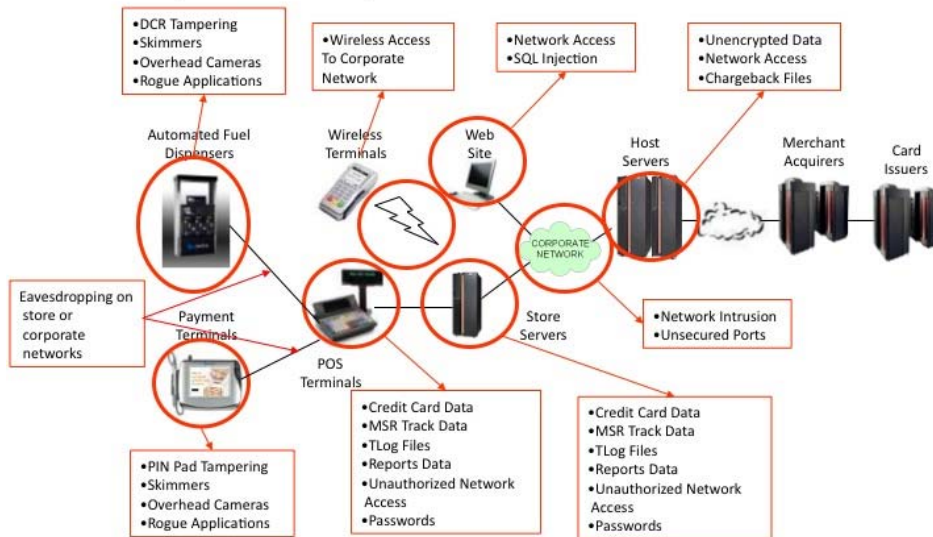 •DCR Tampering
•Skimmers
•Overhead Cameras
•Rogue Applications
•Wireless Access
To Corporate
Network
•Network Access
•SQL Injection
•Unencrypted Data
•Network Access
•Chargeback Files
Automated Fuel
Dispensers
Wireless
Terminals
Web
Site
Host
Servers
Merchant
Acquirers
Card
Issuers
CORPORATE
NETWORK
Eavesdropping on
store or
corporate
networks
Payment
Terminals
POS
Terminals
Store
Servers
•Network Intrusion
•Unsecured Ports
•PIN Pad Tampering
•Skimmers
•Overhead Cameras
•Rogue Applications
•Credit Card Data
•MSR Track Data
•TLog Files
•Reports Data
•Unauthorized Network
Access
•Passwords
•Credit Card Data
•MSR Track Data
•TLog Files
•Reports Data
•Unauthorized Network
Access
•Passwords